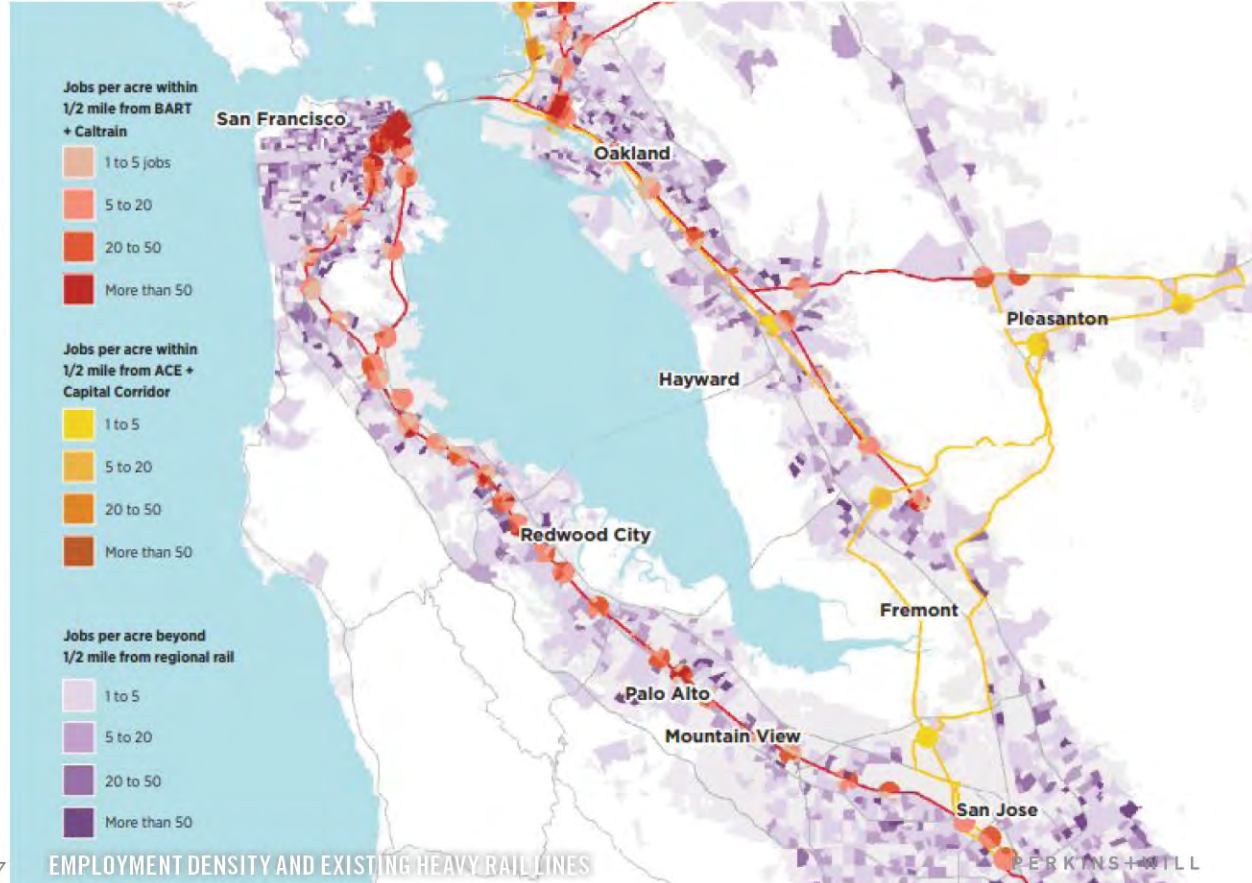 Jobs per acre within
1/2 mile from BART
+ Caltrain
1 to 5 jobs
5 to 20
20 to 50
More than 50
Jobs per acre within
1/2 mile from ACE +
Capital Corridor
1 to 5
5 to 20
20 to 50
More than 50
Jobs per acre beyond
1/2 mile from regional rail
1 to 5
5 to 20
20 to 50
More than 50
San Francisco
Oakland
Pleasanton
Hayward
Redwood City
Fremont
Palo Alto
Mountain View
San Jose
7 EMPLOYMENT DENSITY AND EXISTING HEAVY RAIL LINES
PERKINS+WILL